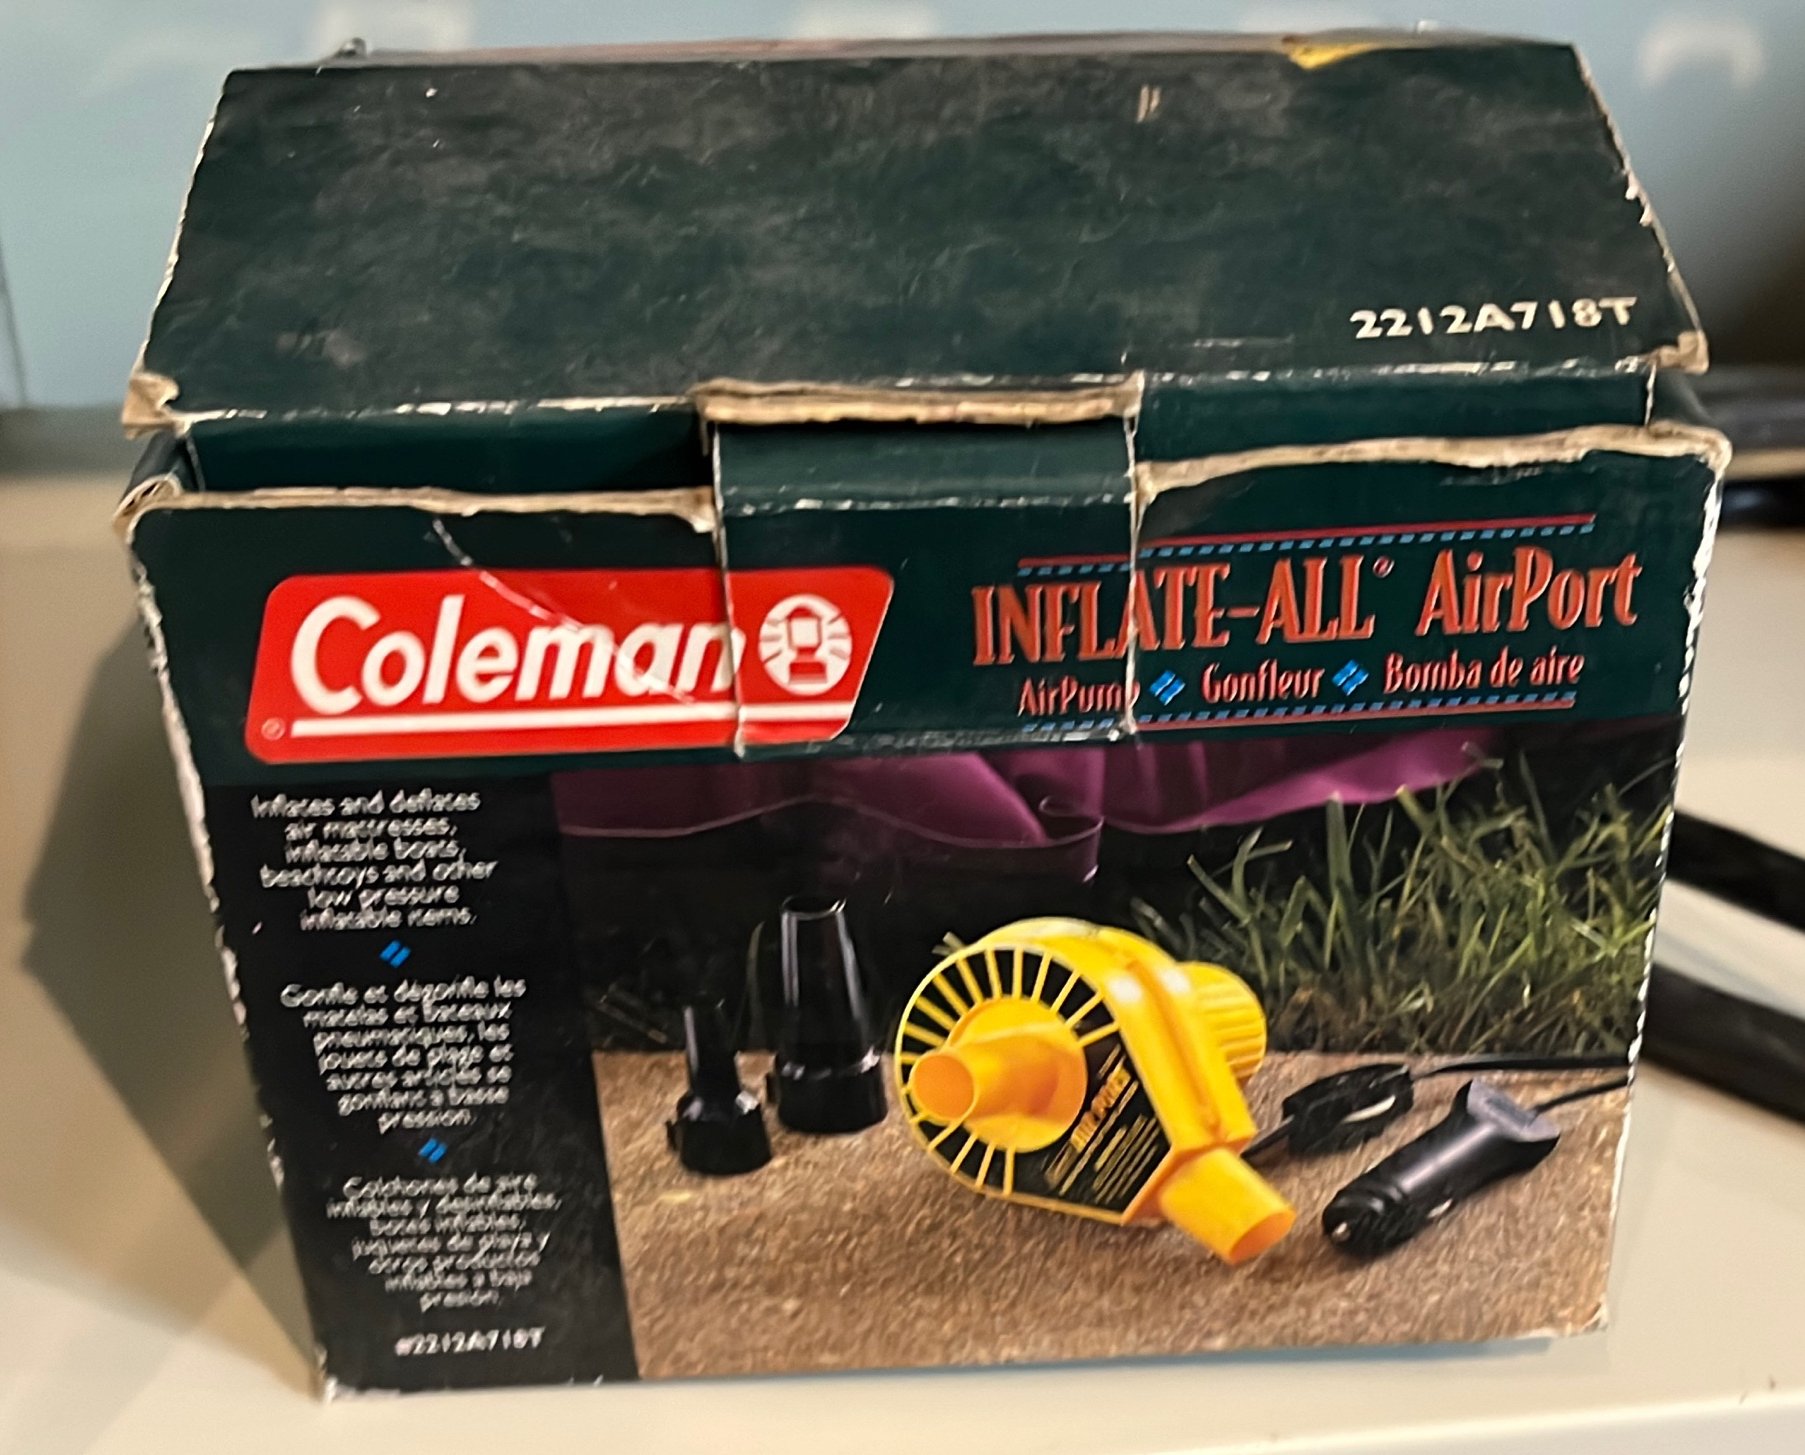 2212A718T
Coleman
INFLATE-ALL® AirPort
AirPump Gonfleur Bomba de aire
Inflates and deflates
air mattresses,
inflatable boats,
beachtoys and other
low pressure
inflatable items.
Gonfle et dégonfle les
matelas et bateaux
pneumatiques, les
jouets de plage et
autres articles se
gonflant à basse
pression.
Colchones de aire
inflables y desinflables,
botes inflables,
juguetes de playa y
otros productos
inflables a baja
presión.
#2212A718T